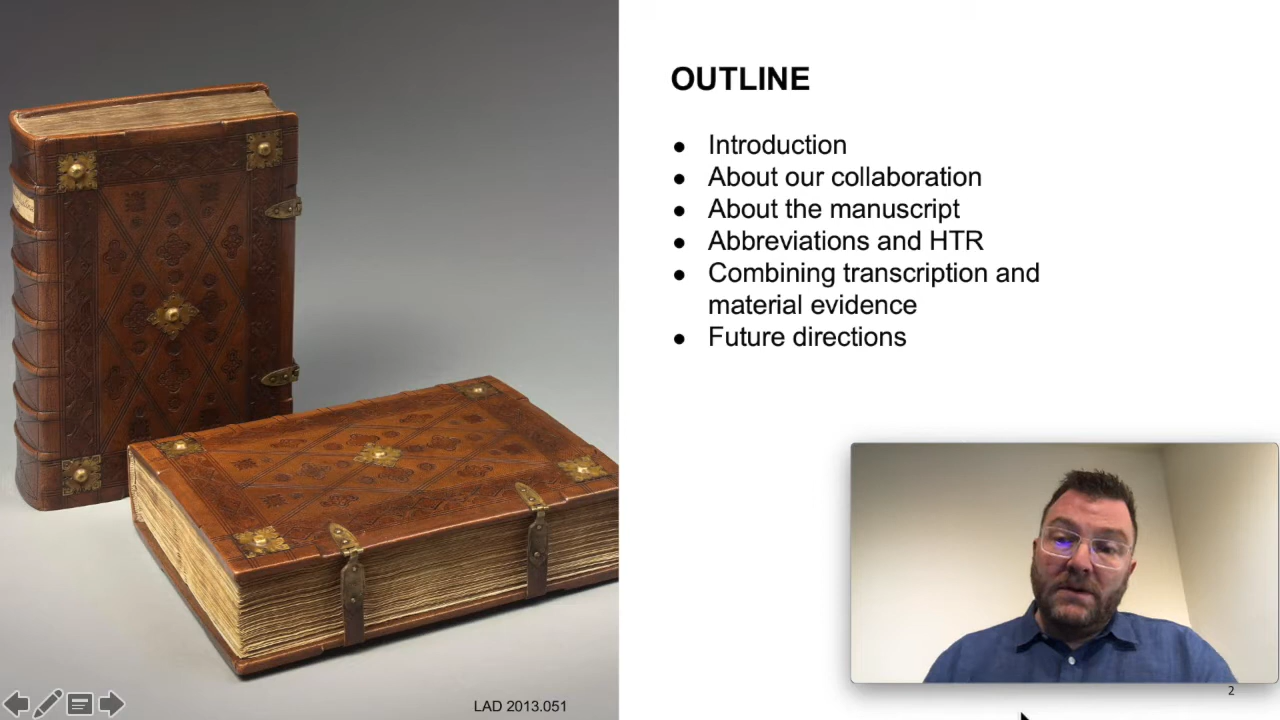 OUTLINE
● Introduction
● About our collaboration
● About the manuscript
● Abbreviations and HTR
● Combining transcription and
material evidence
● Future directions
LAD 2013.051
2